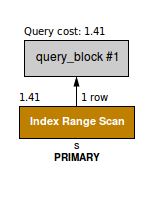 Query cost: 1.41
query_block #1
1.41
1 row
Index Range Scan
s
PRIMARY